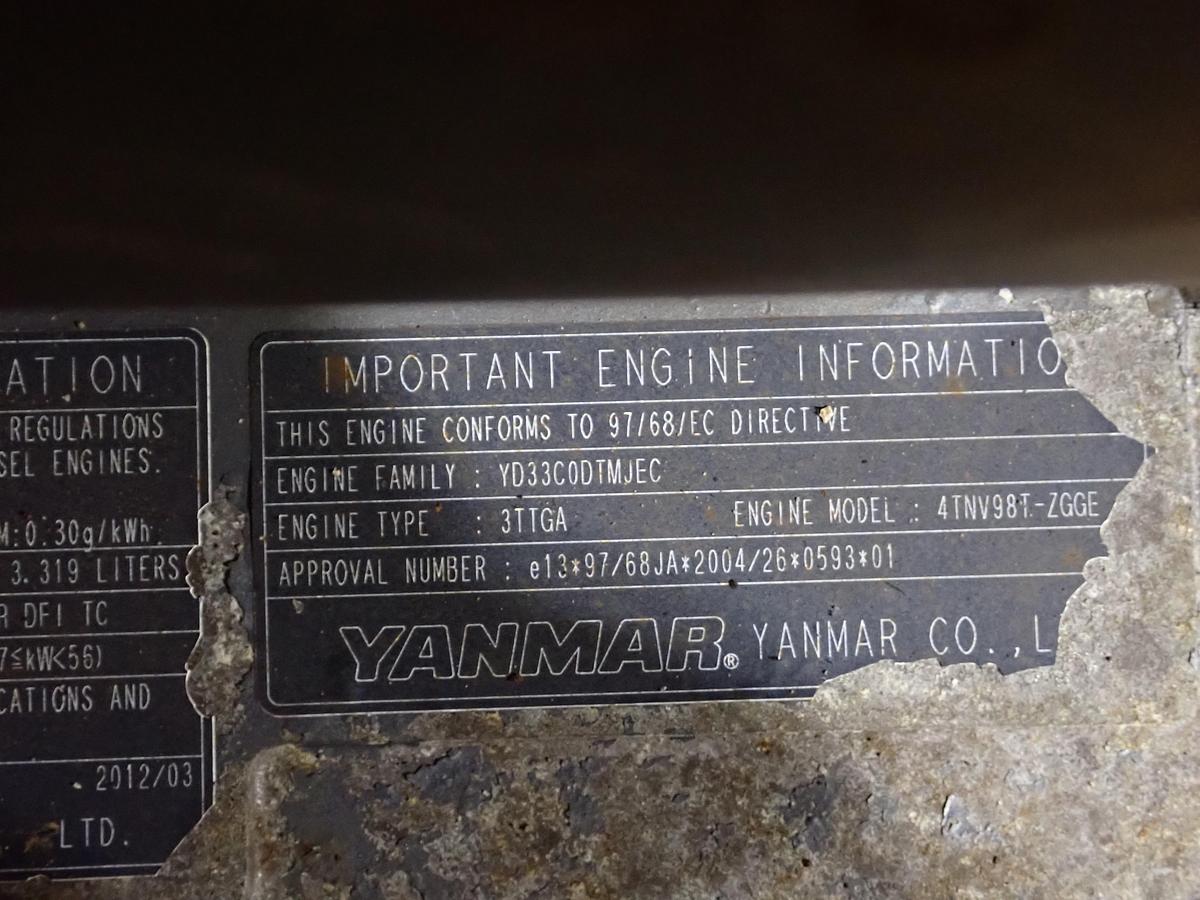 ATION
REGULATIONS
SEL ENGINES.
M:0.30g/kWh.
3.319 LITERS
R DFI TC
7≤kW<56)
CATIONS AND
2012/03
LTD.
IMPORTANT ENGINE INFORMATIO
THIS ENGINE CONFORMS TO 97/68/EC DIRECTIVE
ENGINE FAMILY : YD33C0DTMJEC
ENGINE TYPE : 3TTGA ENGINE MODEL : 4TNV98T-ZGGE
APPROVAL NUMBER : e13*97/68JA*2004/26*0593*01
YANMAR® YANMAR CO.,L